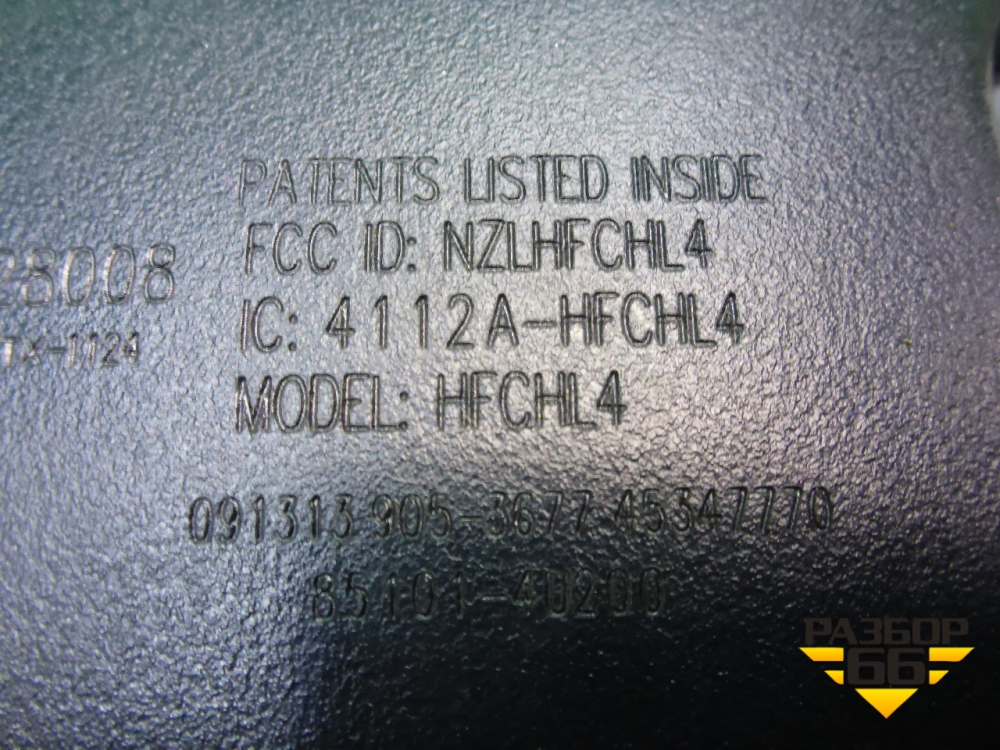 PATENTS LISTED INSIDE
FCC ID: NZLHFCHL4
28008
IC: 4112A-HFCHL4
TX-1124
MODEL: HFCHL4
091313 905-3677 45347770
85101-4U200
РАЗБОР
66